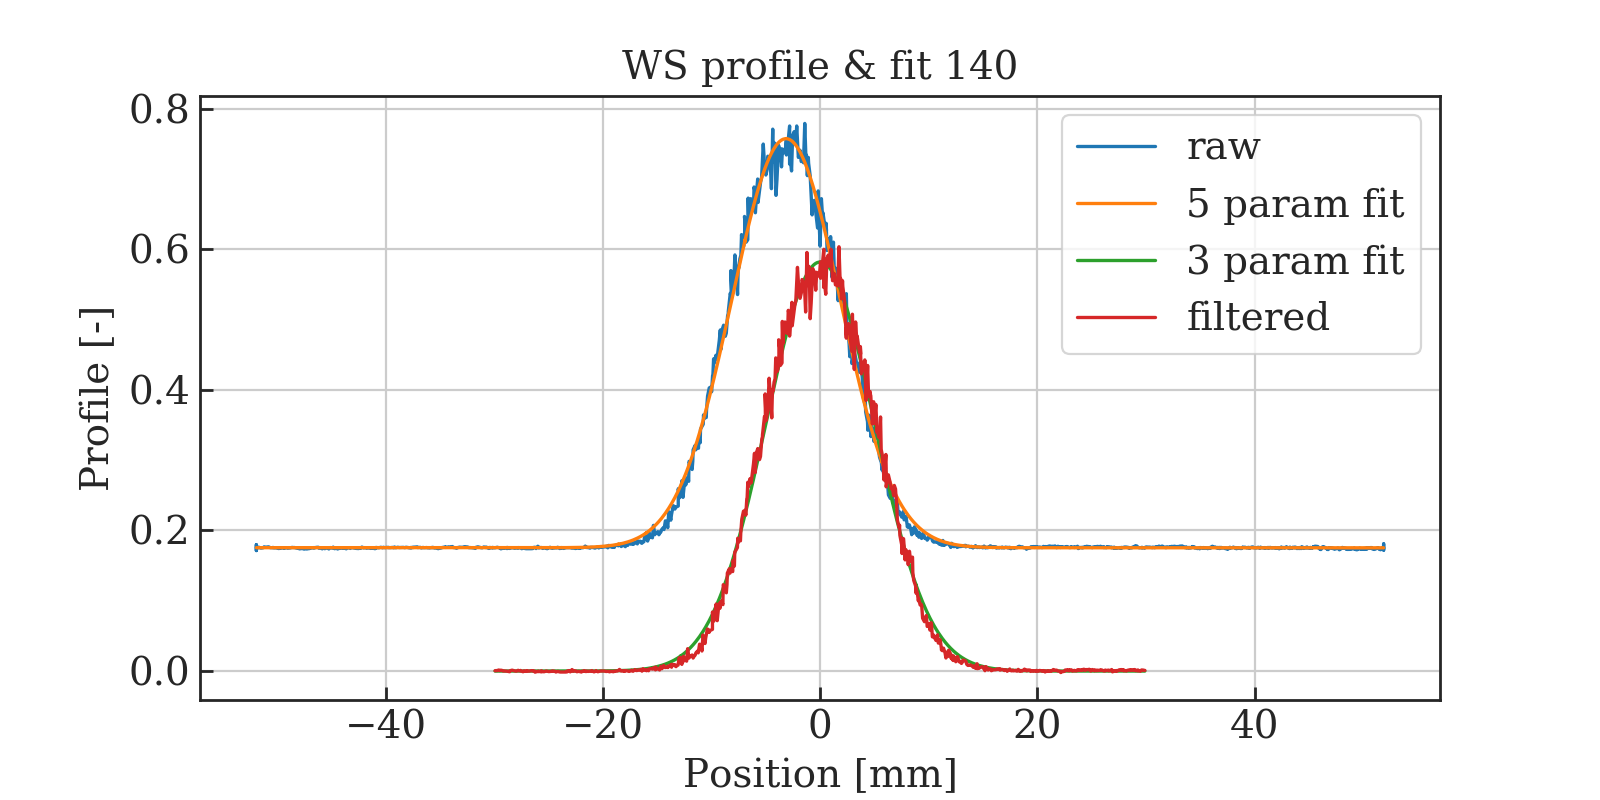 WS profile & fit 140
Profile [-]
0.8
0.6
0.4
0.2
0.0
−40
−20
0
20
40
Position [mm]
raw
5 param fit
3 param fit
filtered